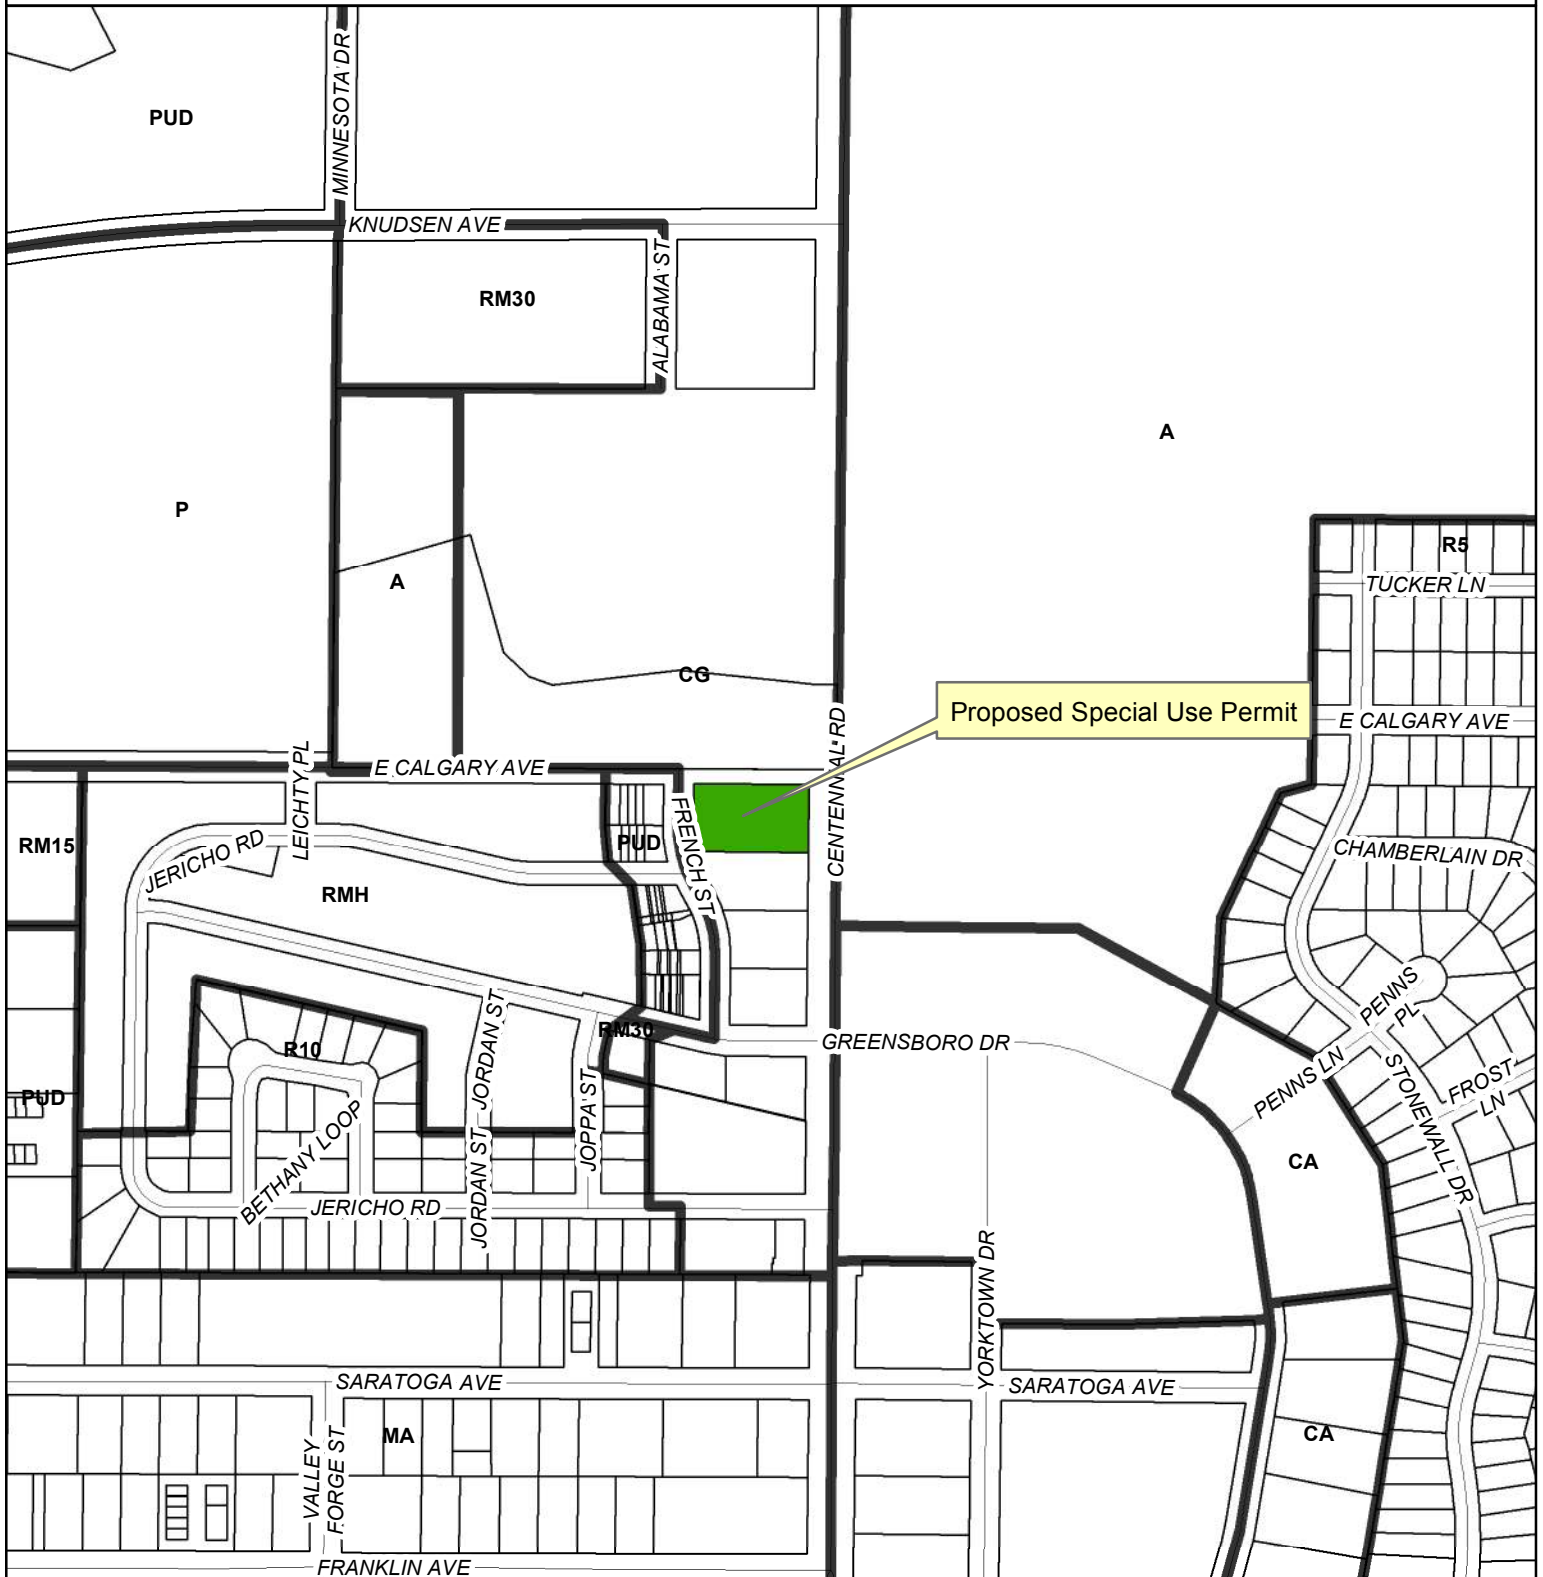 PUD
MINNESOTA DR
KNUDSEN AVE
ALABAMA ST
RM30
A
P
R5
TUCKER LN
A
CG
Proposed Special Use Permit
CENTENNIAL RD
E CALGARY AVE
LEICHTY PL
E CALGARY AVE
FRENCH ST
RM15
JERICHO RD
PUD
CHAMBERLAIN DR
RMH
PENNS
PL
JORDAN ST
RM30
GREENSBORO DR
R10
PENNS LN
STONEWALL DR
FROST
LN
PUD
JOPPA ST
BETHANY LOOP
JORDAN ST
CA
JERICHO RD
YORKTOWN DR
SARATOGA AVE
SARATOGA AVE
VALLEY
FORGE ST
MA
CA
FRANKLIN AVE